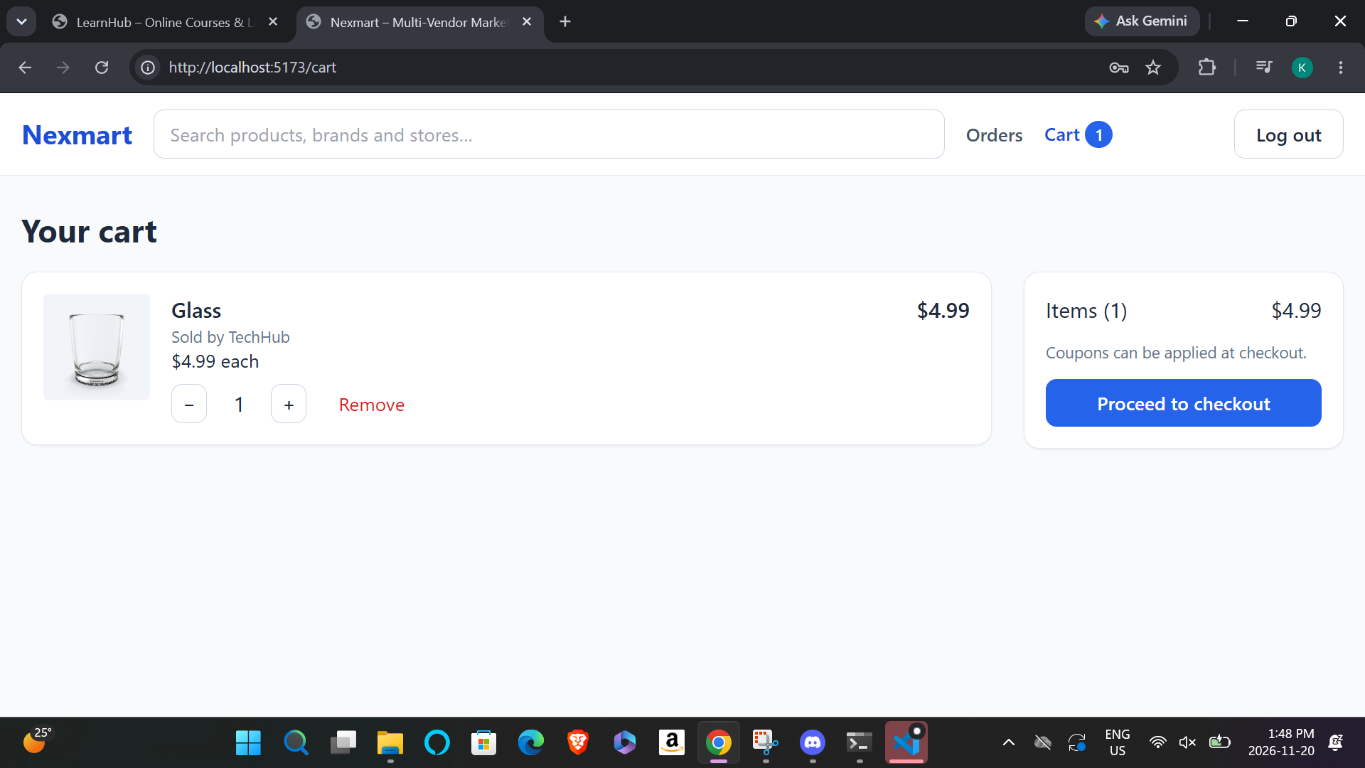 LearnHub – Online Courses & L
Nexmart – Multi-Vendor Marke
Ask Gemini
http://localhost:5173/cart
K
Nexmart
Search products, brands and stores...
Orders
Cart 1
Log out
Your cart
Glass
$4.99
Sold by TechHub
$4.99 each
− 1 + Remove
Items (1) $4.99
Coupons can be applied at checkout.
Proceed to checkout
25°
a
ENG
US
1:48 PM
2026-11-20